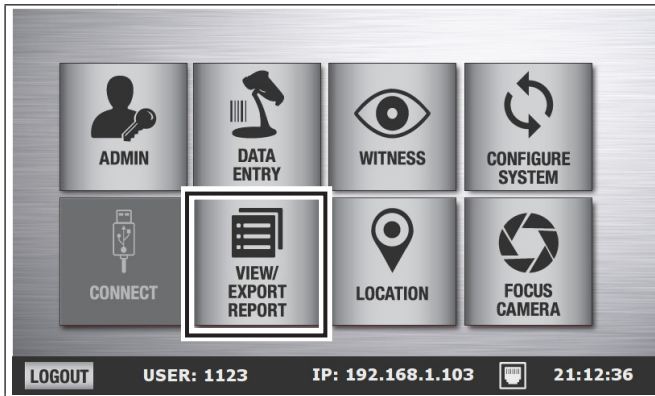 ADMIN
DATA
ENTRY
WITNESS
CONFIGURE
SYSTEM
CONNECT
VIEW/
EXPORT
REPORT
LOCATION
FOCUS
CAMERA
LOGOUT USER: 1123 IP: 192.168.1.103 21:12:36